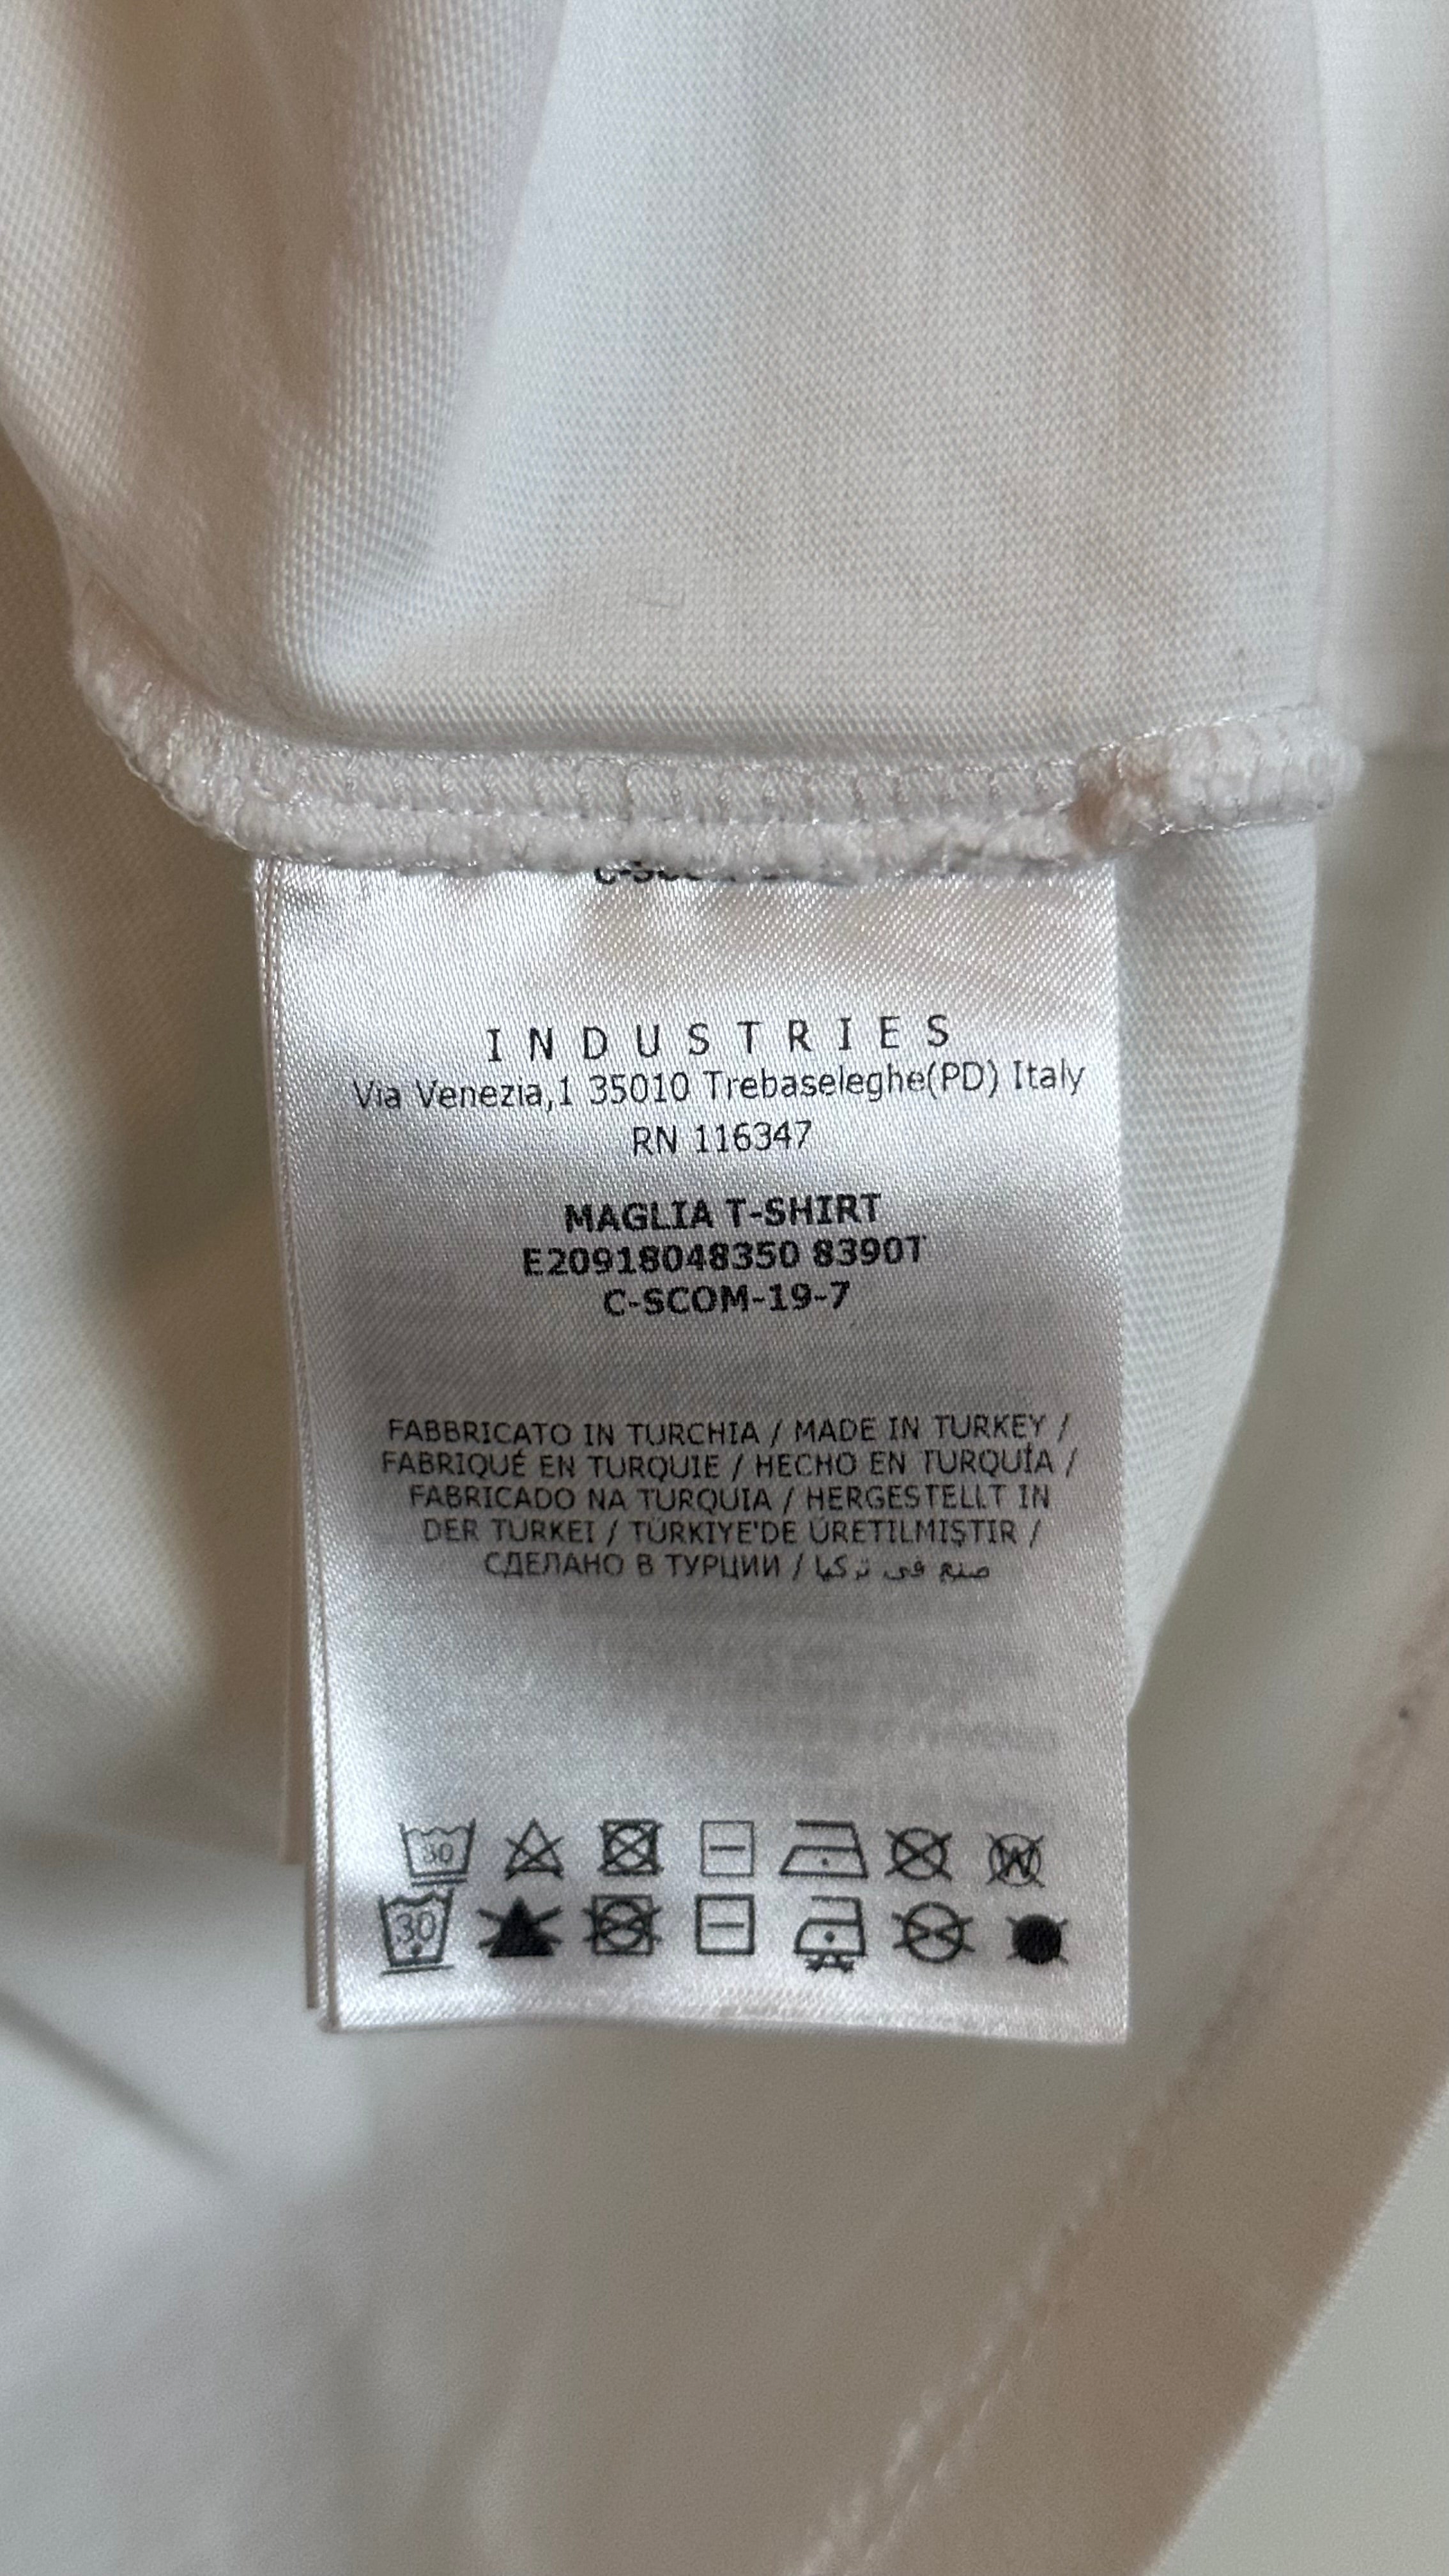 INDUSTRIES
Via Venezia,1 35010 Trebaseleghe(PD) Italy
RN 116347
MAGLIA T-SHIRT
E20918048350 8390T
C-SCOM-19-7
FABBRICATO IN TURCHIA / MADE IN TURKEY /
FABRIQUÉ EN TURQUIE / HECHO EN TURQUÍA /
FABRICADO NA TURQUIA / HERGESTELLT IN
DER TÜRKEI / TÜRKIYE'DE ÜRETILMIŞTIR /
СДЕЛАНО В ТУРЦИИ / صنع في تركيا
30 W
30